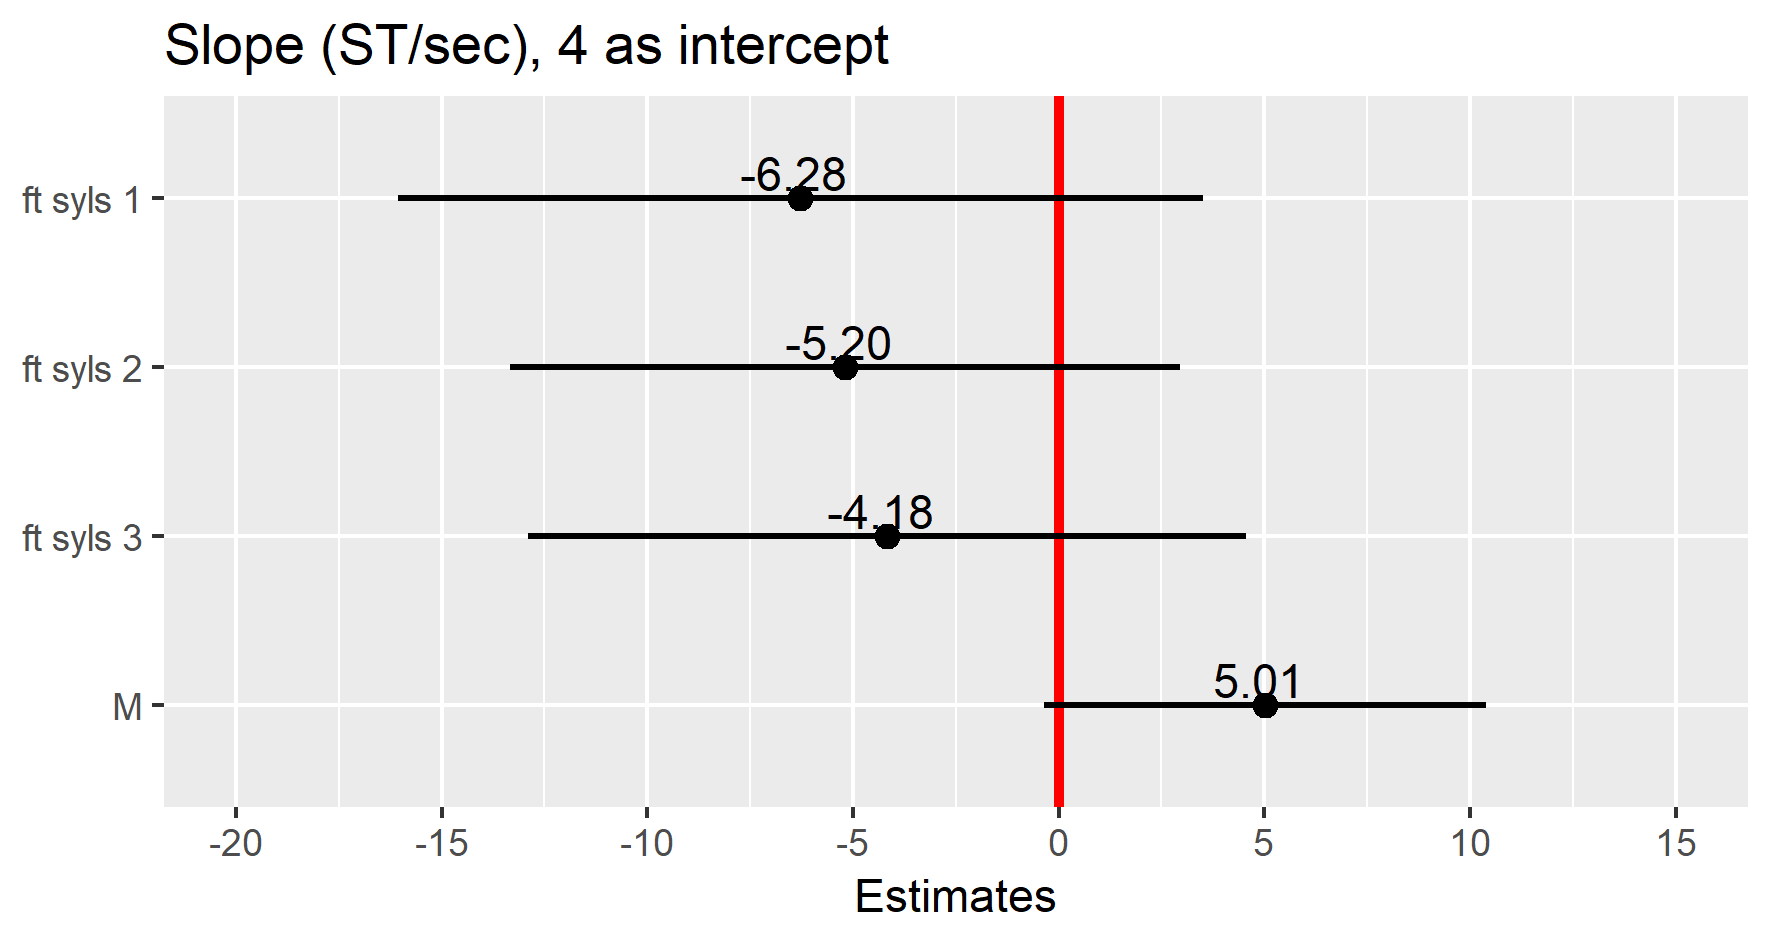 Slope (ST/sec), 4 as intercept
-6.28
ft syls 1
-5.20
ft syls 2
-4.18
ft syls 3
5.01
M
-20 -15 -10 -5 0 5 10 15
Estimates